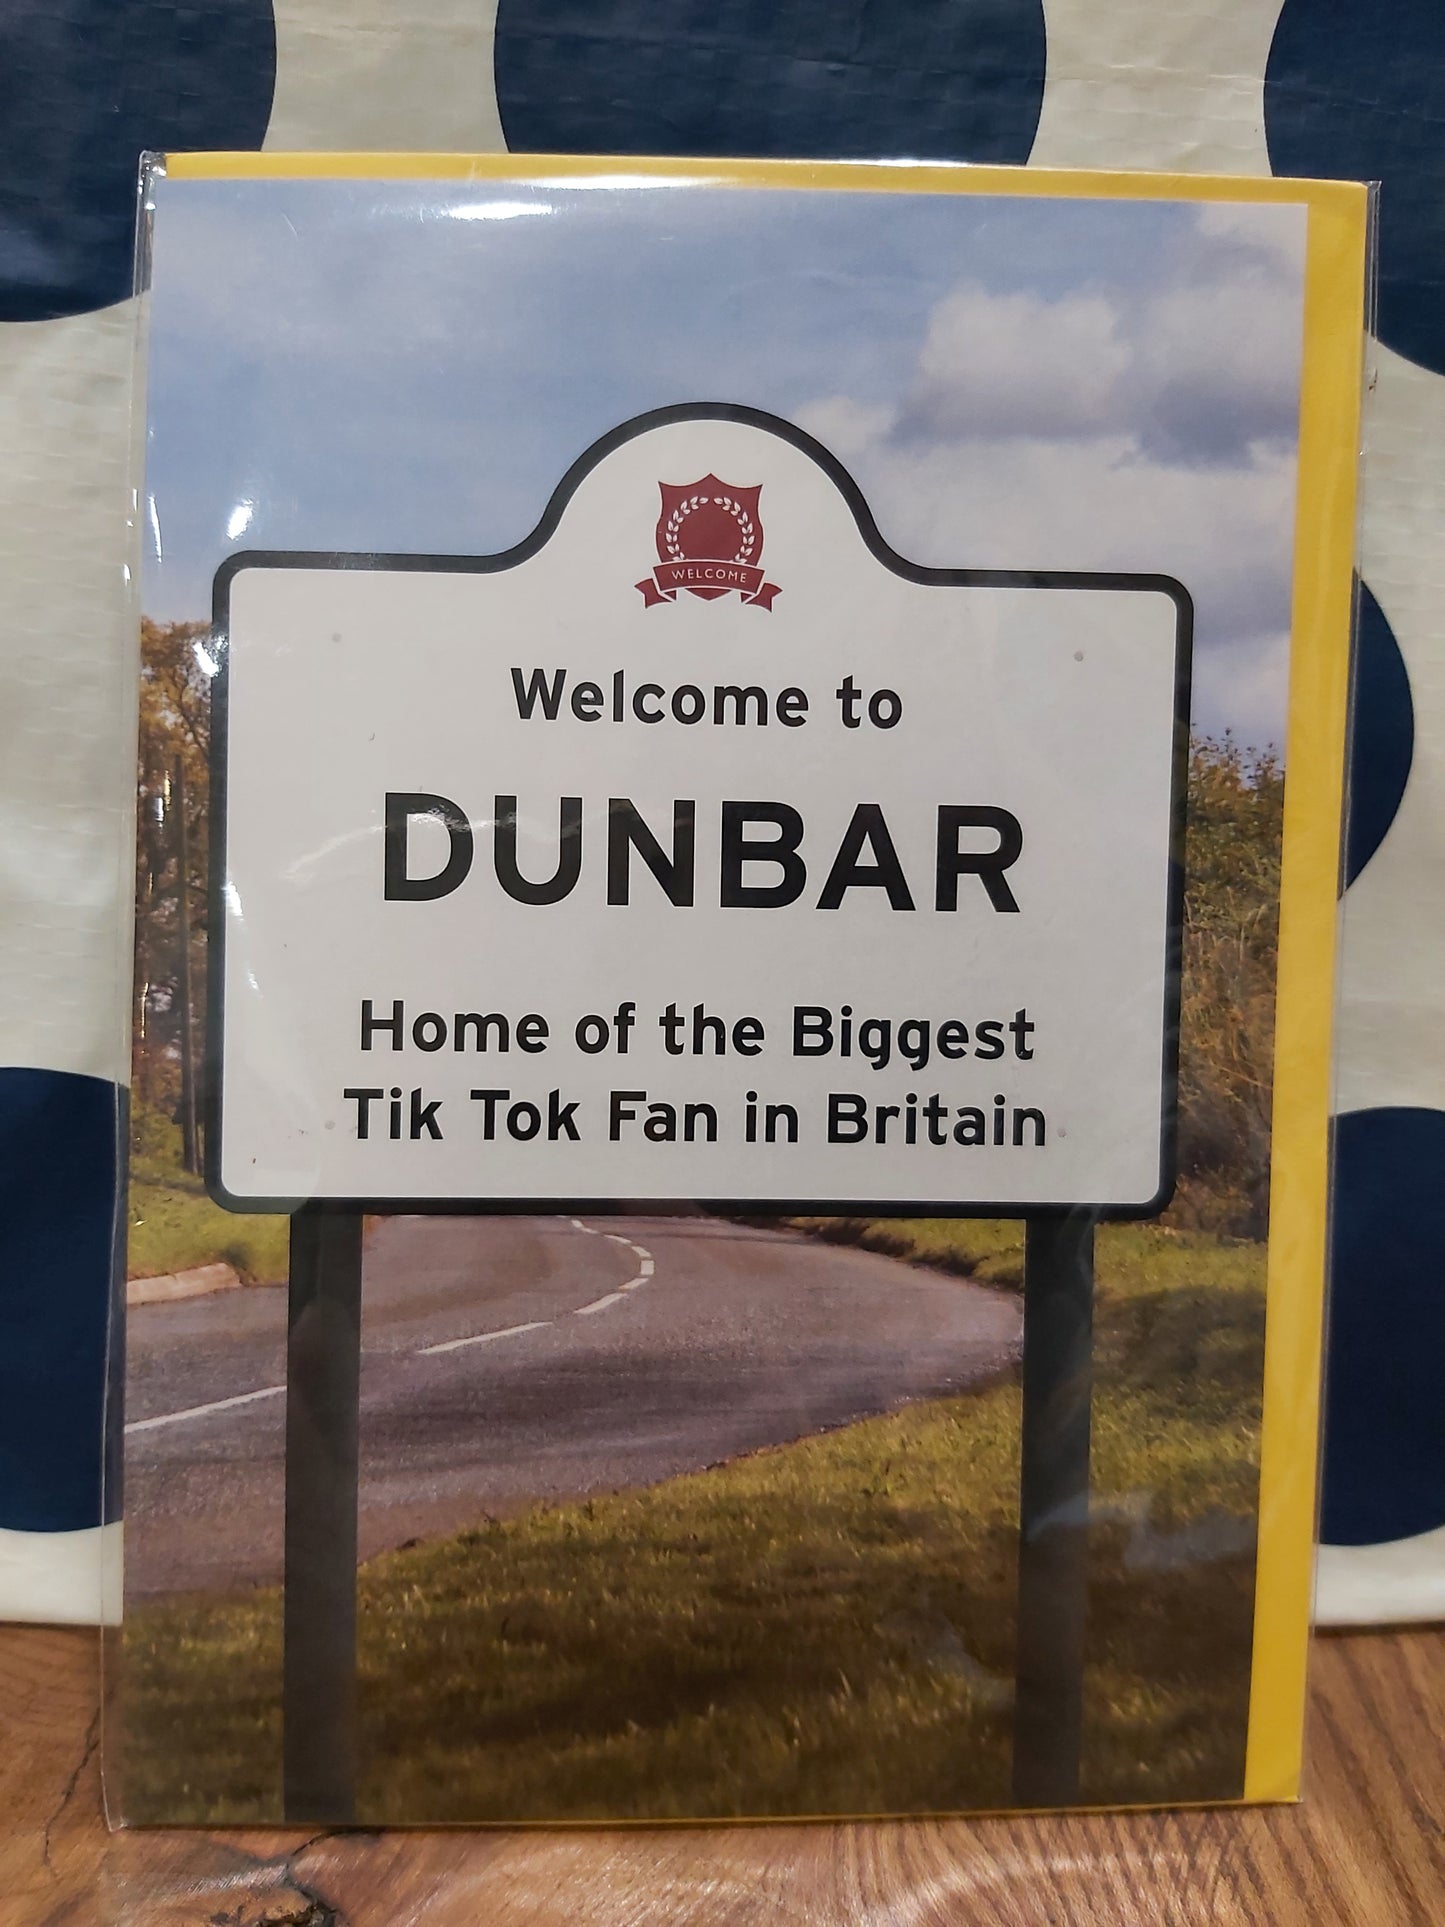 WELCOME
Welcome to
DUNBAR
Home of the Biggest
Tik Tok Fan in Britain